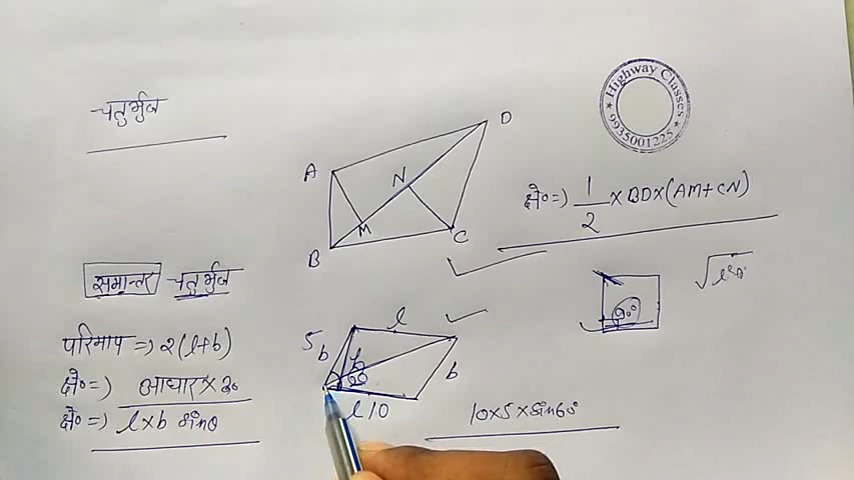 चतुर्भुज
Highway Classes
★ 9935001225 ★
A
D
N
M
B
C
क्षे०=) 1/2 ×BD×(AM+CN)
समान्तर चतुर्भुज
परिमाप =) 2(l+b)
क्षे०=) आधार×ऊ०
क्षे०=) l×b sinθ
5
b
l
h
60
b
l 10
90°
10×5×sin60°